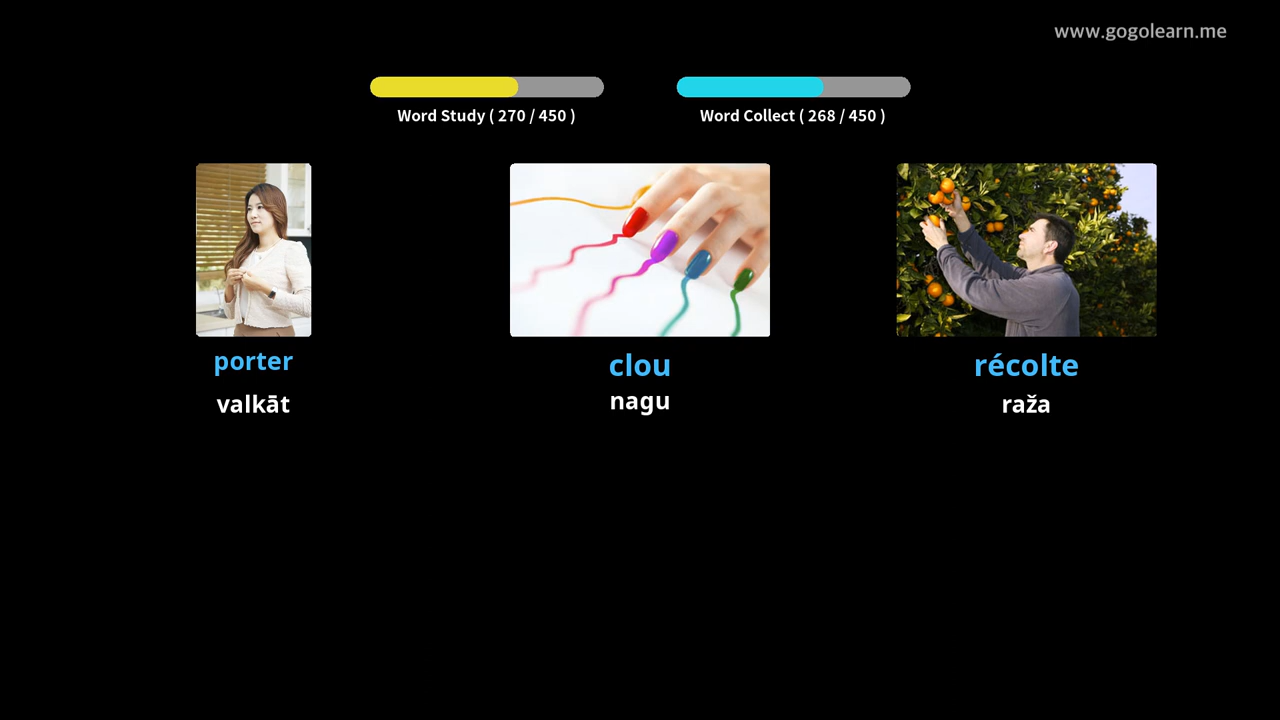 www.gogolearn.me
Word Study ( 270 / 450 )
Word Collect ( 268 / 450 )
porter
valkāt
clou
nagu
récolte
raža